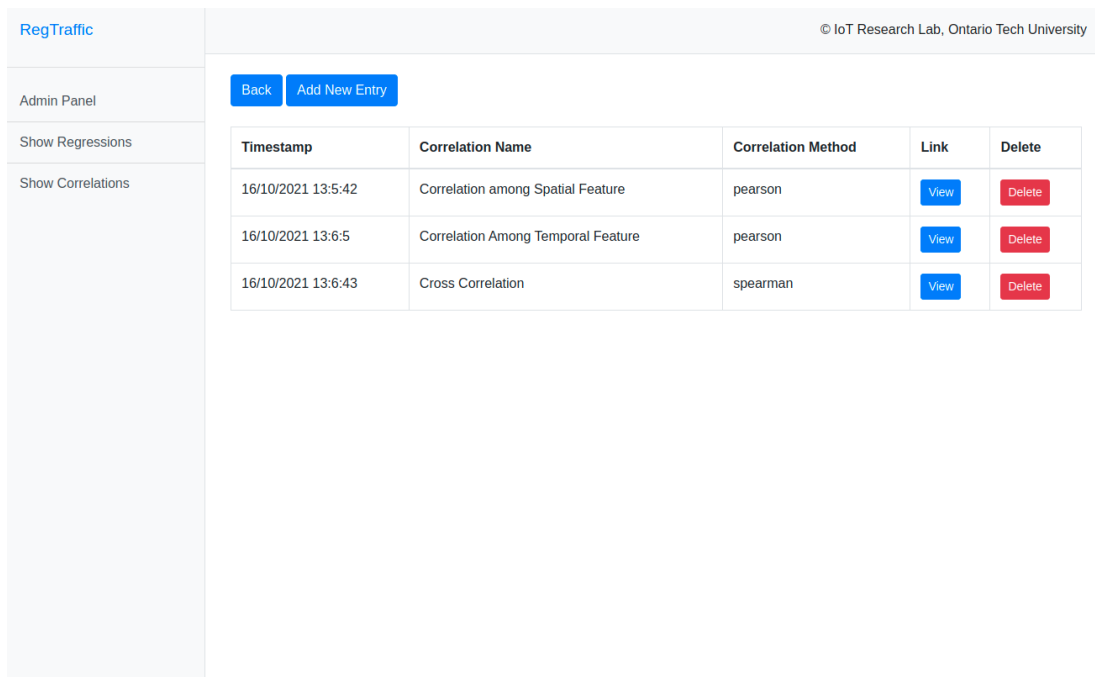 RegTraffic
© IoT Research Lab, Ontario Tech University
Admin Panel
Show Regressions
Show Correlations
Back Add New Entry
Timestamp Correlation Name Correlation Method Link Delete
16/10/2021 13:5:42 Correlation among Spatial Feature pearson View Delete
16/10/2021 13:6:5 Correlation Among Temporal Feature pearson View Delete
16/10/2021 13:6:43 Cross Correlation spearman View Delete